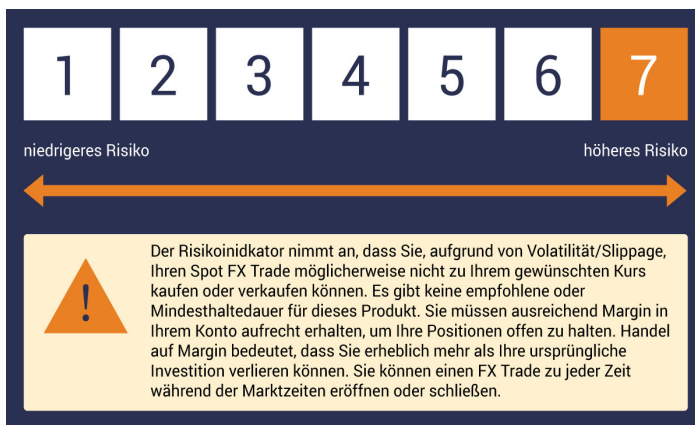 1 2 3 4 5 6 7
niedrigeres Risiko höheres Risiko
!
Der Risikoinidkator nimmt an, dass Sie, aufgrund von Volatilität/Slippage,
Ihren Spot FX Trade möglicherweise nicht zu Ihrem gewünschten Kurs
kaufen oder verkaufen können. Es gibt keine empfohlene oder
Mindesthaltedauer für dieses Produkt. Sie müssen ausreichend Margin in
Ihrem Konto aufrecht erhalten, um Ihre Positionen offen zu halten. Handel
auf Margin bedeutet, dass Sie erheblich mehr als Ihre ursprüngliche
Investition verlieren können. Sie können einen FX Trade zu jeder Zeit
während der Marktzeiten eröffnen oder schließen.